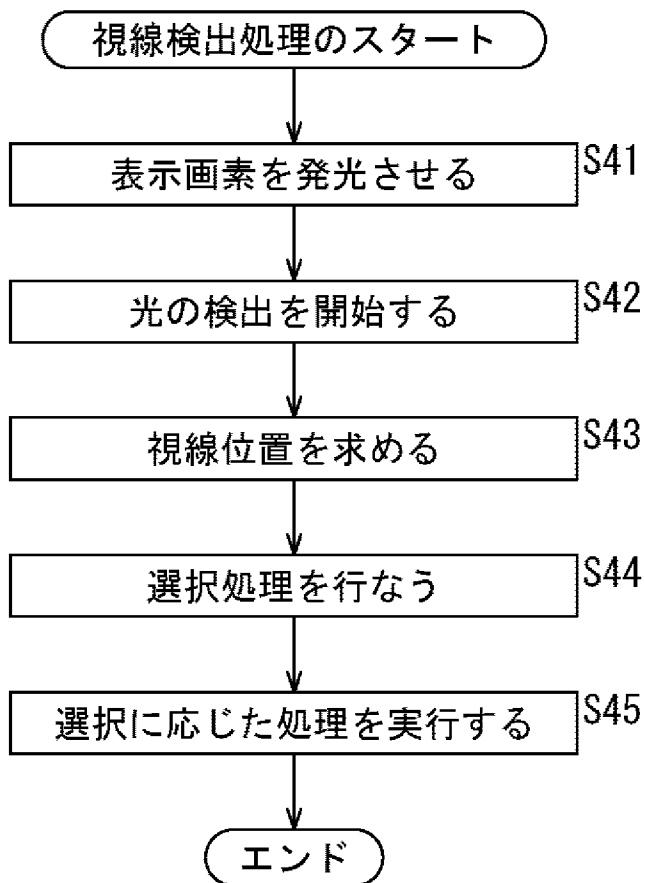 視線検出処理のスタート
表示画素を発光させる S41
光の検出を開始する S42
視線位置を求める S43
選択処理を行なう S44
選択に応じた処理を実行する S45
エンド